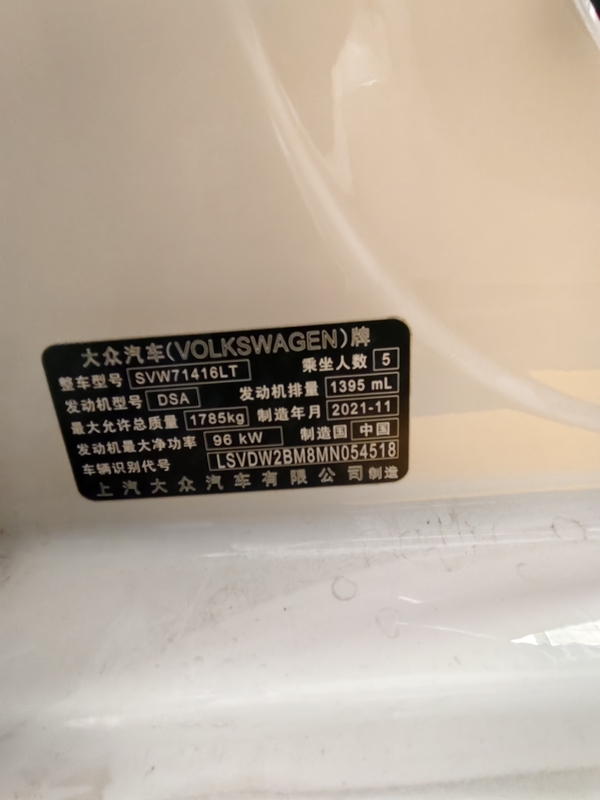 大众汽车(VOLKSWAGEN)牌
整车型号 SVW71416LT 乘坐人数 5
发动机型号 DSA 发动机排量 1395 mL
最大允许总质量 1785kg 制造年月 2021-11
发动机最大净功率 96 kW 制造国 中国
车辆识别代号 LSVDW2BM8MN054518
上汽大众汽车有限公司制造